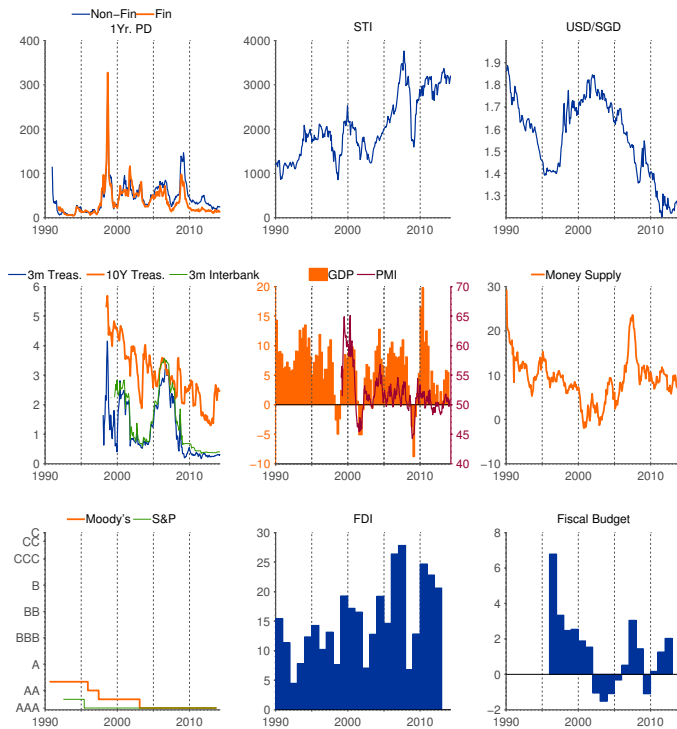 Non-Fin Fin
1Yr. PD
400
300
200
100
0
1990 2000 2010
STI
4000
3000
2000
1000
0
1990 2000 2010
USD/SGD
1.9
1.8
1.7
1.6
1.5
1.4
1.3
1990 2000 2010
3m Treas. 10Y Treas. 3m Interbank
6
5
4
3
2
1
0
1990 2000 2010
GDP PMI
20
15
10
5
0
−5
−10
70
65
60
55
50
45
40
1990 2000 2010
Money Supply
30
20
10
0
−10
1990 2000 2010
Moody's S&P
C
CC
CCC
B
BB
BBB
A
AA
AAA
1990 2000 2010
FDI
30
25
20
15
10
5
0
1990 2000 2010
Fiscal Budget
8
6
4
2
0
−2
1990 2000 2010